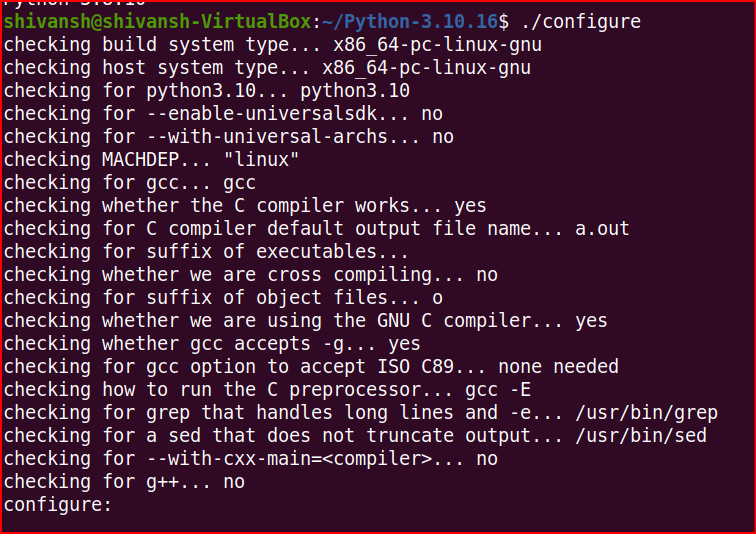 shivansh@shivansh-VirtualBox:~/Python-3.10.16$ ./configure
checking build system type... x86_64-pc-linux-gnu
checking host system type... x86_64-pc-linux-gnu
checking for python3.10... python3.10
checking for --enable-universalsdk... no
checking for --with-universal-archs... no
checking MACHDEP... "linux"
checking for gcc... gcc
checking whether the C compiler works... yes
checking for C compiler default output file name... a.out
checking for suffix of executables...
checking whether we are cross compiling... no
checking for suffix of object files... o
checking whether we are using the GNU C compiler... yes
checking whether gcc accepts -g... yes
checking for gcc option to accept ISO C89... none needed
checking how to run the C preprocessor... gcc -E
checking for grep that handles long lines and -e... /usr/bin/grep
checking for a sed that does not truncate output... /usr/bin/sed
checking for --with-cxx-main=<compiler>... no
checking for g++... no
configure: